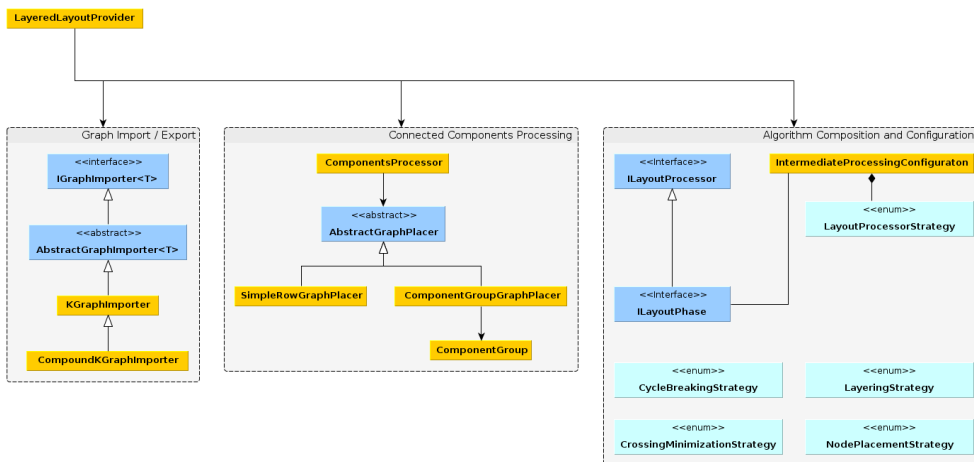 LayeredLayoutProvider
Graph Import / Export
<<interface>>
IGraphImporter<T>
<<abstract>>
AbstractGraphImporter<T>
KGraphImporter
CompoundKGraphImporter
Connected Components Processing
ComponentsProcessor
<<abstract>>
AbstractGraphPlacer
SimpleRowGraphPlacer
ComponentGroupGraphPlacer
ComponentGroup
Algorithm Composition and Configuration
<<Interface>>
ILayoutProcessor
IntermediateProcessingConfiguraton
<<enum>>
LayoutProcessorStrategy
<<Interface>>
ILayoutPhase
<<enum>>
CycleBreakingStrategy
<<enum>>
LayeringStrategy
<<enum>>
CrossingMinimizationStrategy
<<enum>>
NodePlacementStrategy